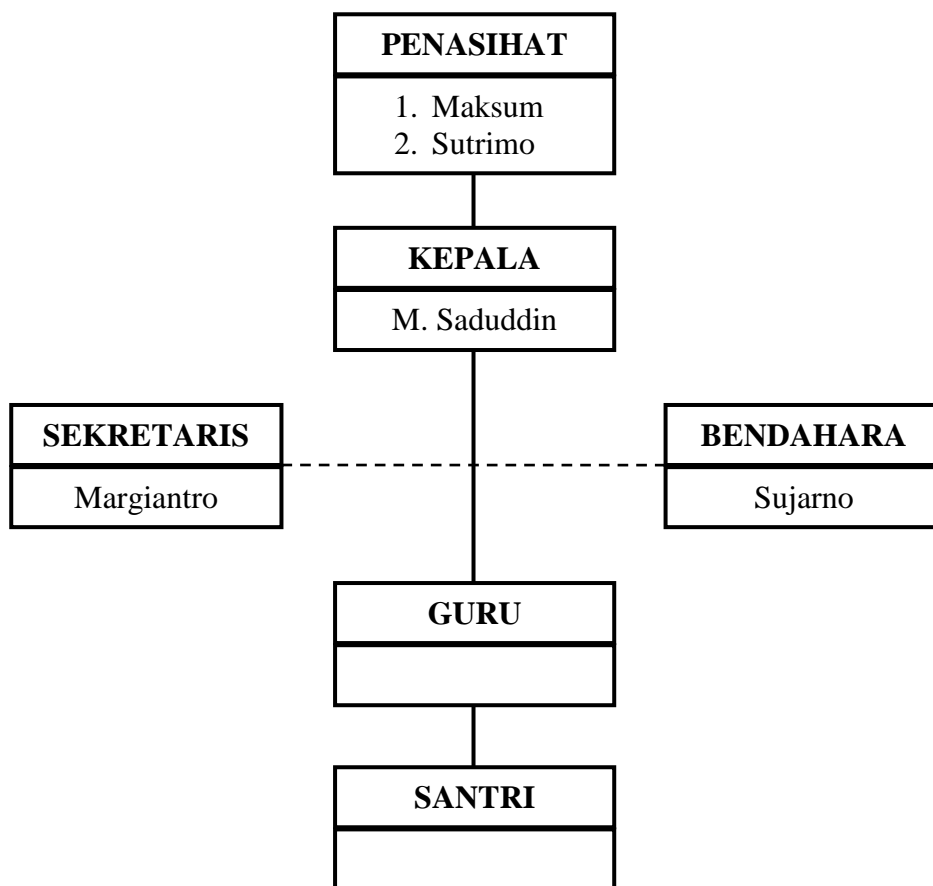 PENASIHAT
1. Maksum
2. Sutrimo
KEPALA
M. Saduddin
SEKRETARIS
Margiantro
BENDAHARA
Sujarno
GURU
SANTRI